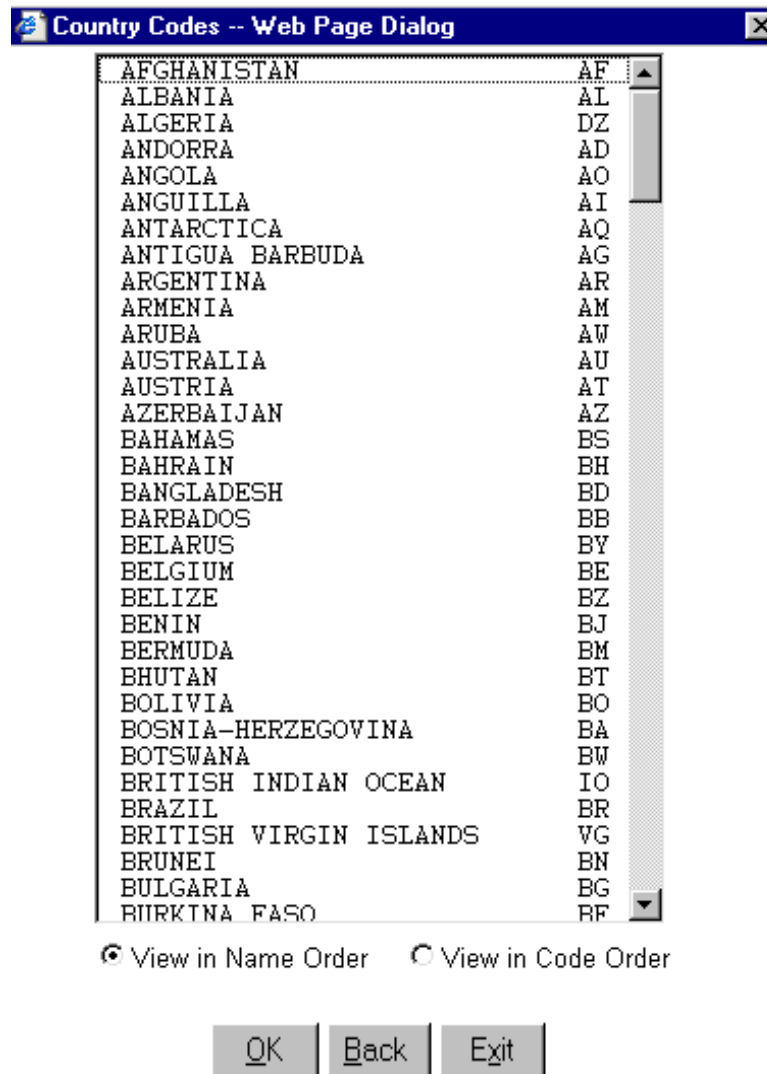 Country Codes -- Web Page Dialog
AFGHANISTAN AF
ALBANIA AL
ALGERIA DZ
ANDORRA AD
ANGOLA AO
ANGUILLA AI
ANTARCTICA AQ
ANTIGUA BARBUDA AG
ARGENTINA AR
ARMENIA AM
ARUBA AW
AUSTRALIA AU
AUSTRIA AT
AZERBAIJAN AZ
BAHAMAS BS
BAHRAIN BH
BANGLADESH BD
BARBADOS BB
BELARUS BY
BELGIUM BE
BELIZE BZ
BENIN BJ
BERMUDA BM
BHUTAN BT
BOLIVIA BO
BOSNIA-HERZEGOVINA BA
BOTSWANA BW
BRITISH INDIAN OCEAN IO
BRAZIL BR
BRITISH VIRGIN ISLANDS VG
BRUNEI BN
BULGARIA BG
BURKINA FASO BF
View in Name Order View in Code Order
OK Back Exit